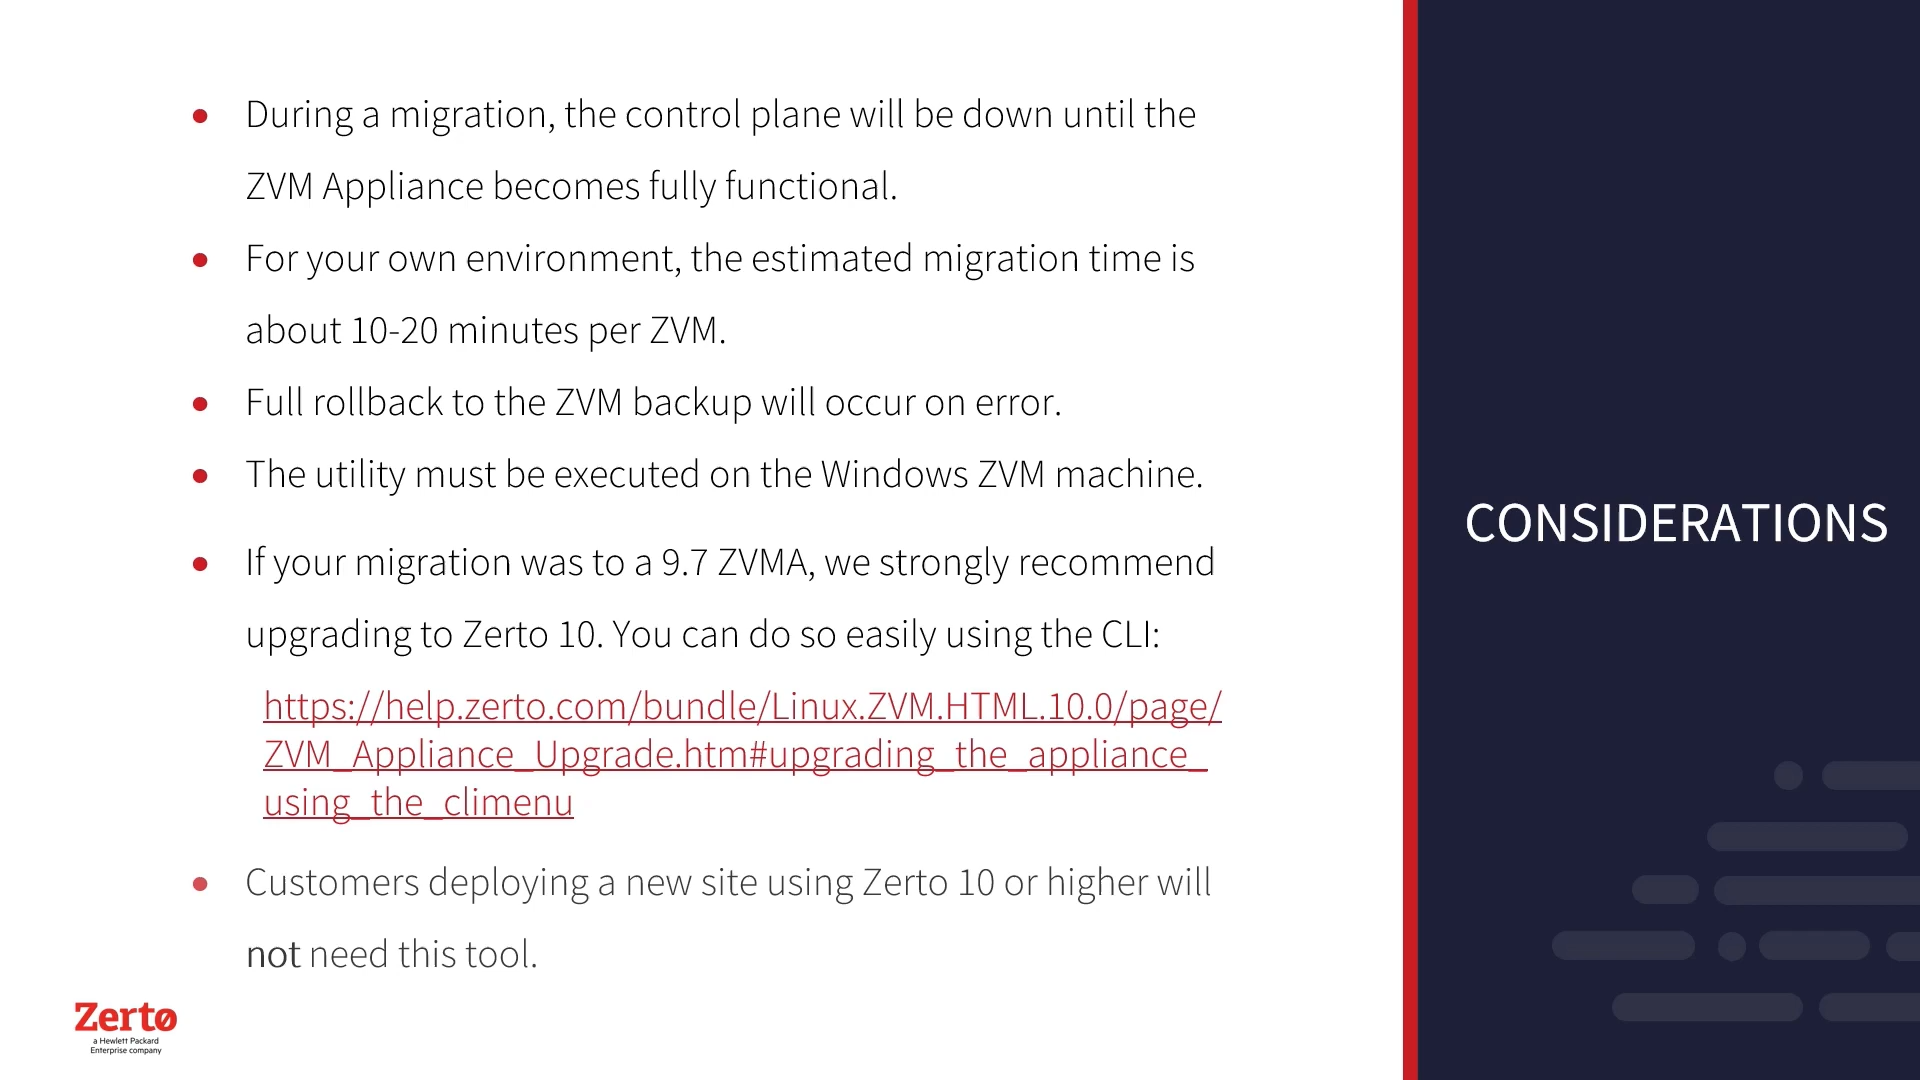 During a migration, the control plane will be down until the
ZVM Appliance becomes fully functional.
For your own environment, the estimated migration time is
about 10-20 minutes per ZVM.
Full rollback to the ZVM backup will occur on error.
The utility must be executed on the Windows ZVM machine.
If your migration was to a 9.7 ZVMA, we strongly recommend
upgrading to Zerto 10. You can do so easily using the CLI:
https://help.zerto.com/bundle/Linux.ZVM.HTML.10.0/page/
ZVM_Appliance_Upgrade.htm#upgrading_the_appliance_
using_the_climenu
Customers deploying a new site using Zerto 10 or higher will
not need this tool.
CONSIDERATIONS
Zerto
a Hewlett Packard
Enterprise company